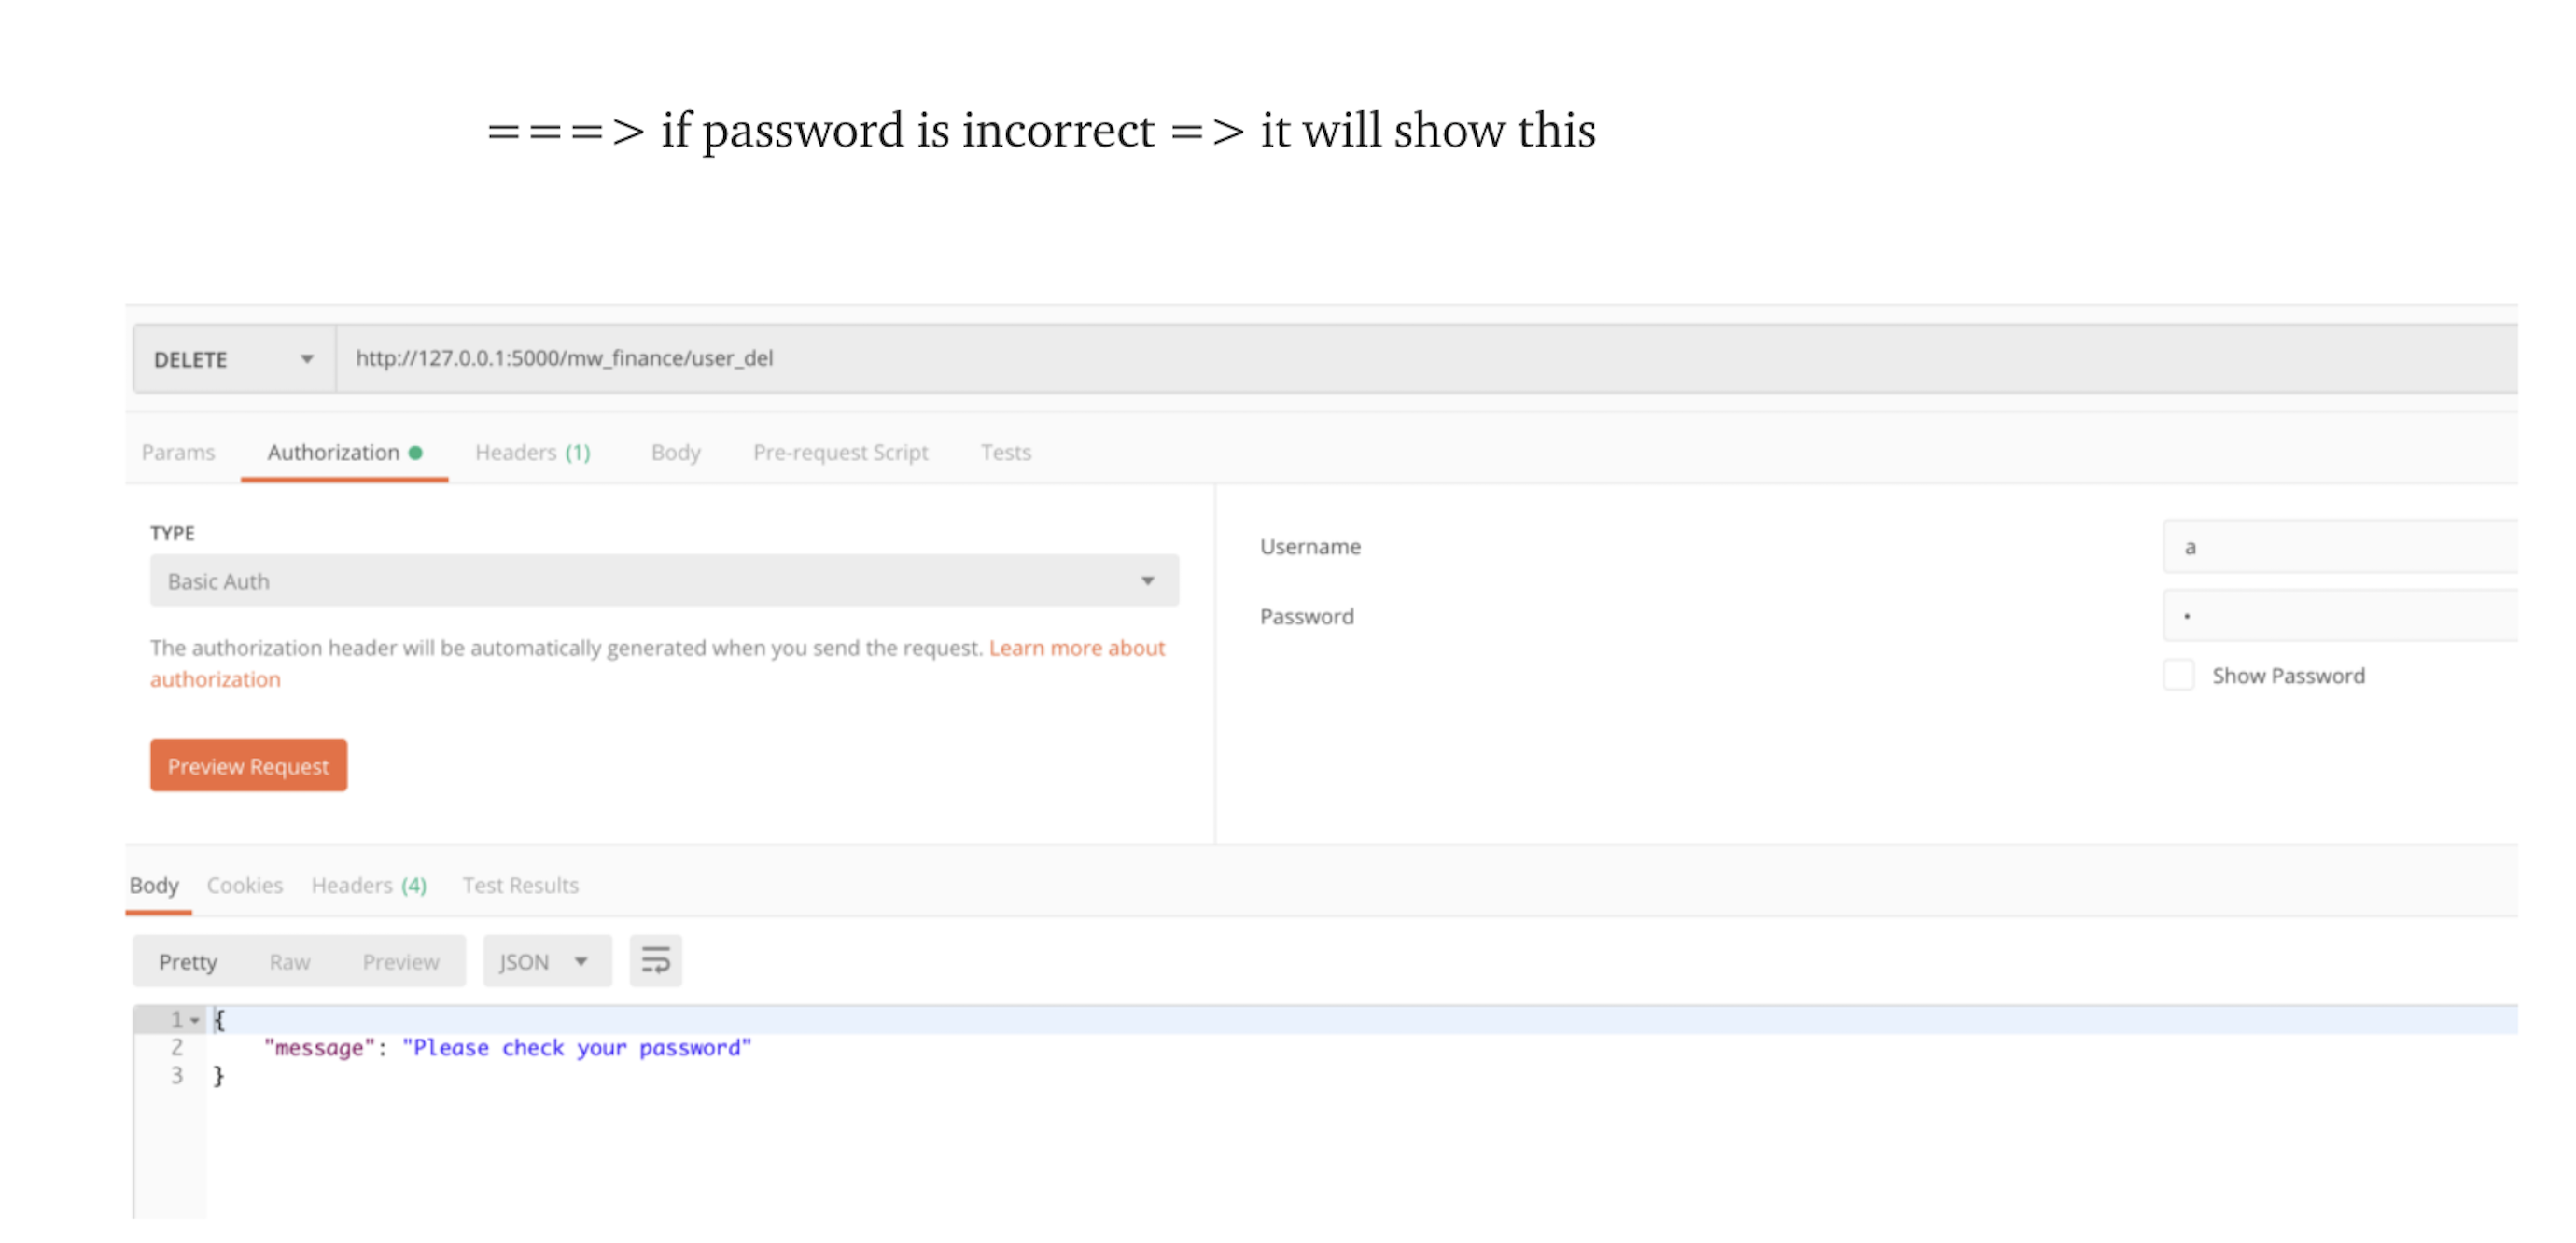 ===> if password is incorrect => it will show this
DELETE http://127.0.0.1:5000/mw_finance/user_del
Params Authorization Headers (1) Body Pre-request Script Tests
TYPE
Basic Auth
The authorization header will be automatically generated when you send the request. Learn more about
authorization
Preview Request
Username a
Password •
Show Password
Body Cookies Headers (4) Test Results
Pretty Raw Preview JSON
1 {
2 "message": "Please check your password"
3 }